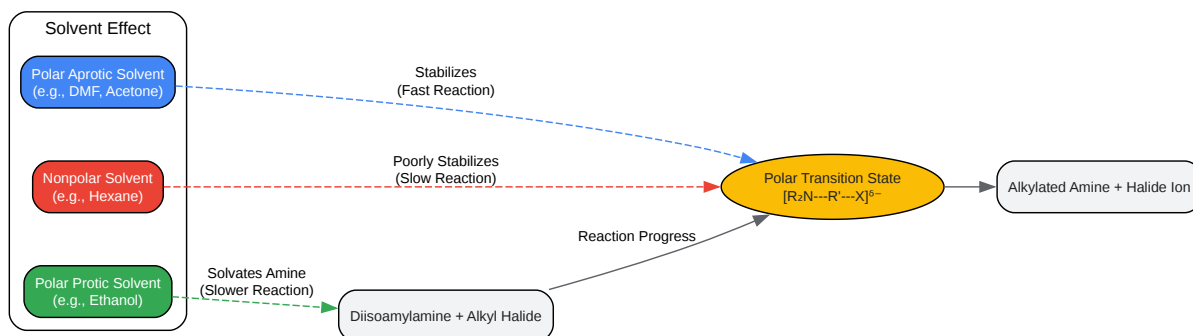 Solvent Effect
Polar Aprotic Solvent
(e.g., DMF, Acetone)
Stabilizes
(Fast Reaction)
Nonpolar Solvent
(e.g., Hexane)
Poorly Stabilizes
(Slow Reaction)
Polar Transition State
[R₂N---R'---X]ᵟ⁻
Alkylated Amine + Halide Ion
Reaction Progress
Polar Protic Solvent
(e.g., Ethanol)
Solvates Amine
(Slower Reaction)
Diisoamylamine + Alkyl Halide